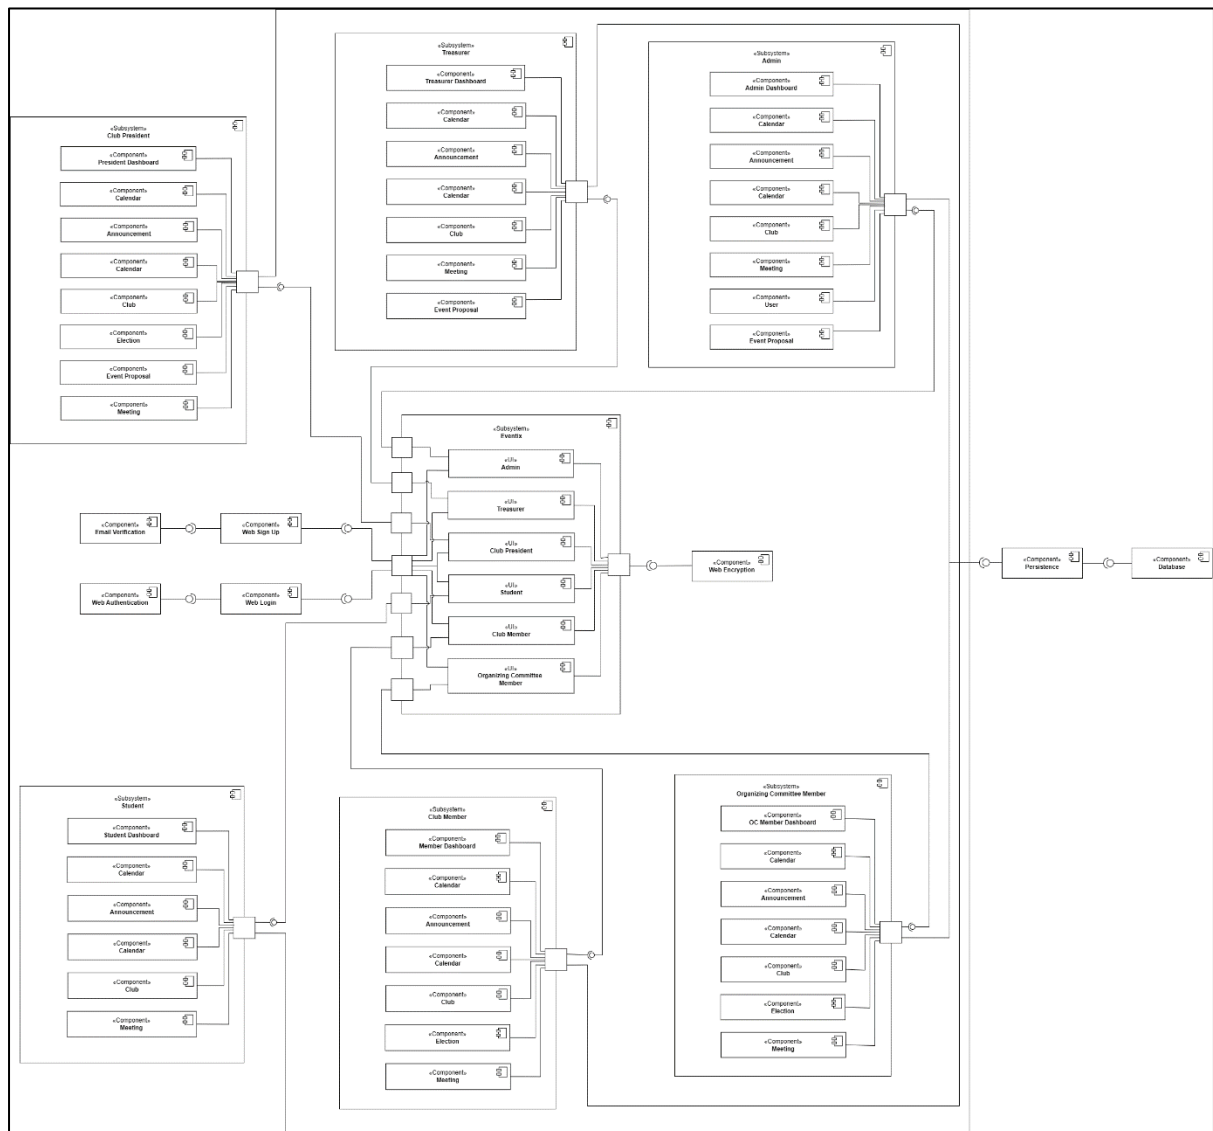 «Subsystem»
Treasurer
«Component»
Treasurer Dashboard
«Component»
Calendar
«Component»
Announcement
«Component»
Calendar
«Component»
Club
«Component»
Meeting
«Component»
Event Proposal
«Subsystem»
Admin
«Component»
Admin Dashboard
«Component»
Calendar
«Component»
Announcement
«Component»
Calendar
«Component»
Club
«Component»
Meeting
«Component»
User
«Component»
Event Proposal
«Subsystem»
Club President
«Component»
President Dashboard
«Component»
Calendar
«Component»
Announcement
«Component»
Calendar
«Component»
Club
«Component»
Election
«Component»
Event Proposal
«Component»
Meeting
«Subsystem»
Eventix
«UI»
Admin
«UI»
Treasurer
«UI»
Club President
«UI»
Student
«UI»
Club Member
«UI»
Organizing Committee
Member
«Component»
Email Verification
«Component»
Web Sign Up
«Component»
Web Authentication
«Component»
Web Login
«Component»
Web Encryption
«Component»
Persistence
«Component»
Database
«Subsystem»
Student
«Component»
Student Dashboard
«Component»
Calendar
«Component»
Announcement
«Component»
Calendar
«Component»
Club
«Component»
Meeting
«Subsystem»
Club Member
«Component»
Member Dashboard
«Component»
Calendar
«Component»
Announcement
«Component»
Calendar
«Component»
Club
«Component»
Election
«Component»
Meeting
«Subsystem»
Organizing Committee Member
«Component»
OC Member Dashboard
«Component»
Calendar
«Component»
Announcement
«Component»
Calendar
«Component»
Club
«Component»
Election
«Component»
Meeting